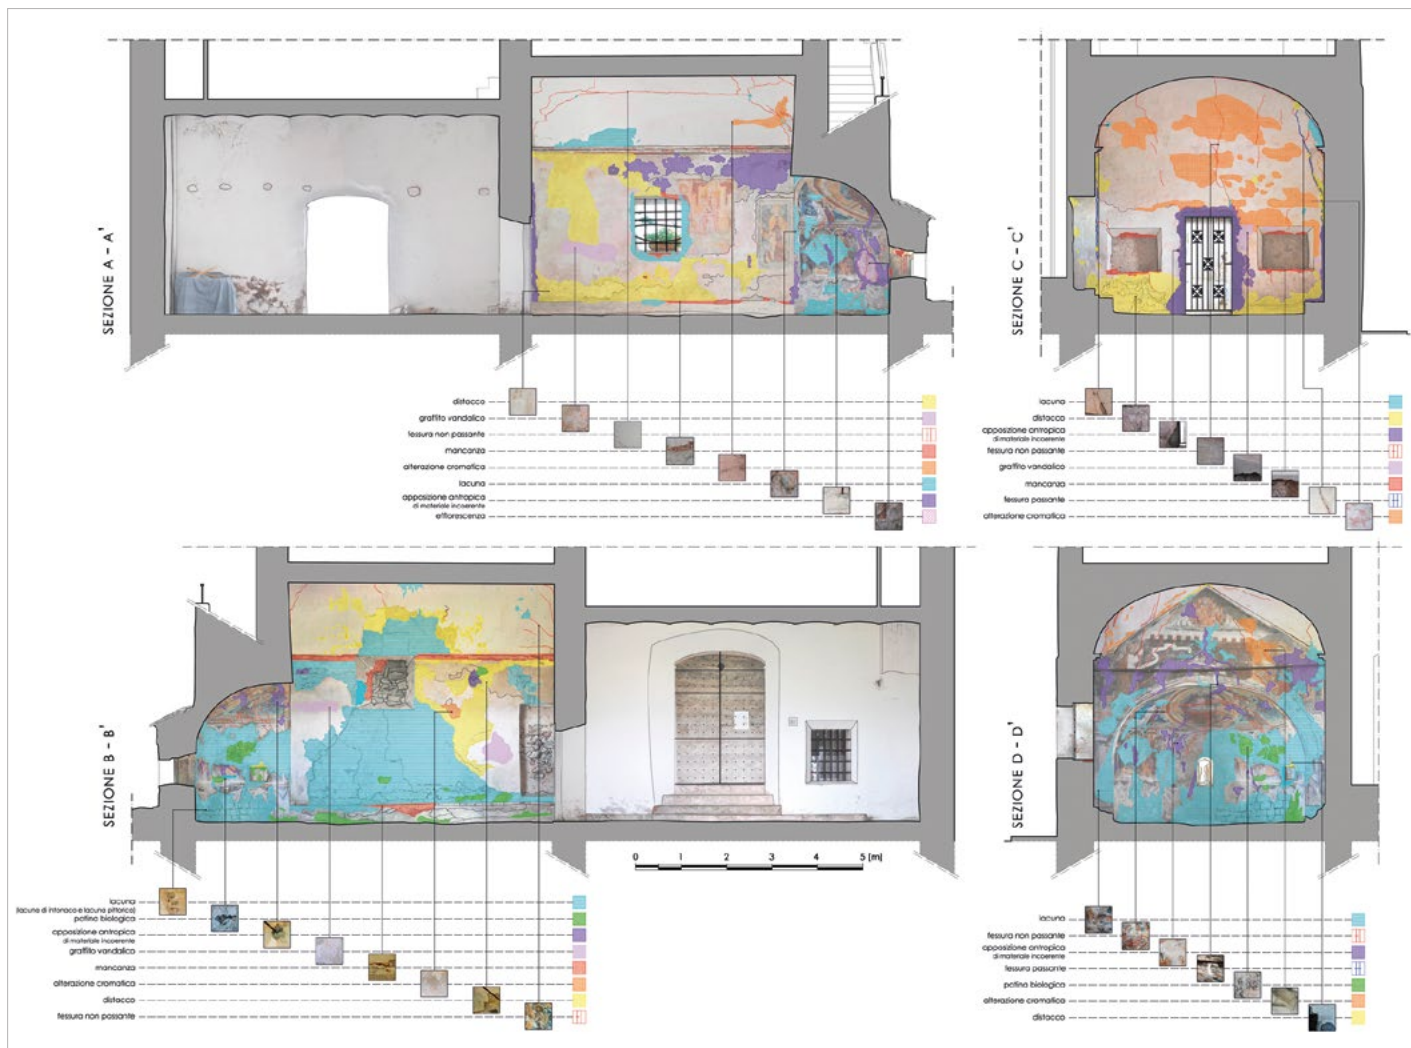 SEZIONE A - A'
distacco
graffito vandalico
fessura non passante
mancanza
alterazione cromatica
lacuna
apposizione antropica
di materiale incoerente
efflorescenza
SEZIONE C - C'
lacuna
distacco
apposizione antropica
di materiale incoerente
fessura non passante
graffito vandalico
mancanza
fessura passante
alterazione cromatica
SEZIONE B - B'
0 1 2 3 4 5 [m]
lacuna
(lacuna di intonaco e lacuna pittorica)
patina biologica
apposizione antropica
di materiale incoerente
graffito vandalico
mancanza
alterazione cromatica
distacco
fessura non passante
SEZIONE D - D'
lacuna
fessura non passante
apposizione antropica
di materiale incoerente
fessura passante
patina biologica
alterazione cromatica
distacco